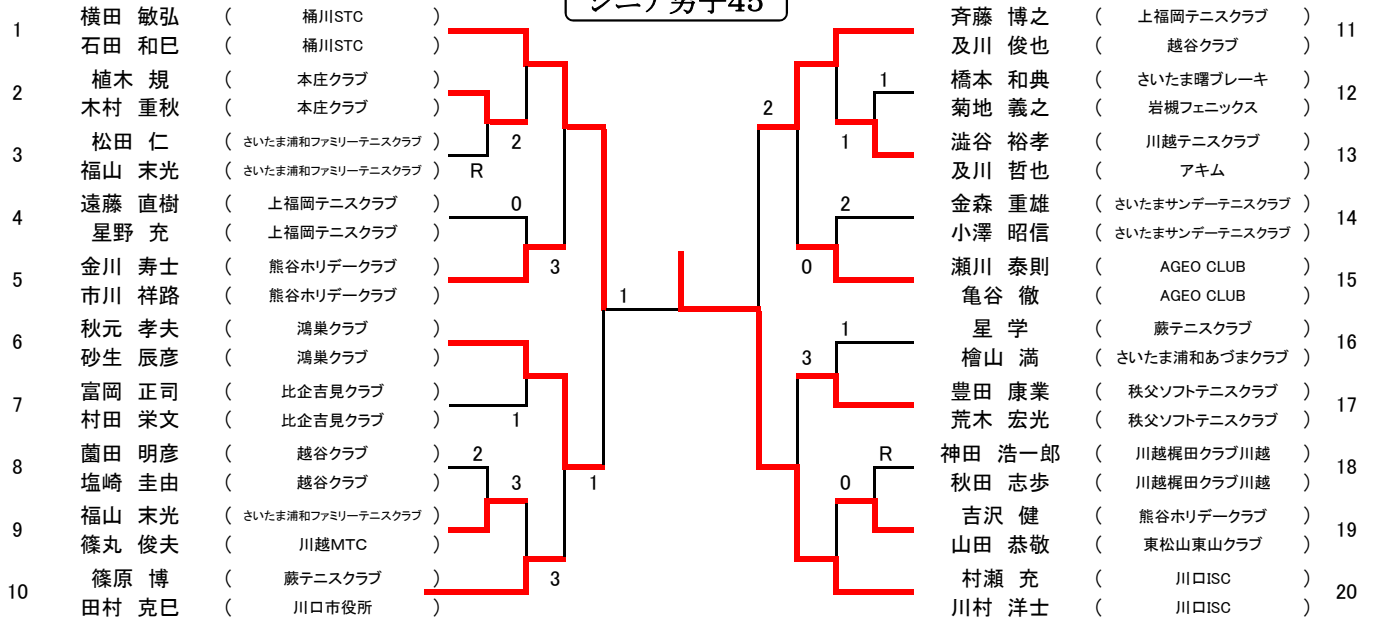 シニア男子45
横田 敏弘 ( 桶川STC )
1
石田 和巳 ( 桶川STC )
植木 規 ( 本庄クラブ )
2
木村 重秋 ( 本庄クラブ )
松田 仁 ( さいたま浦和ファミリーテニスクラブ ) 2
3
福山 末光 ( さいたま浦和ファミリーテニスクラブ ) R
遠藤 直樹 ( 上福岡テニスクラブ ) 0
4
星野 充 ( 上福岡テニスクラブ )
金川 寿士 ( 熊谷ホリデークラブ ) 3
5
市川 祥路 ( 熊谷ホリデークラブ ) 1
秋元 孝夫 ( 鴻巣クラブ )
6
砂生 辰彦 ( 鴻巣クラブ )
富岡 正司 ( 比企吉見クラブ )
7
村田 栄文 ( 比企吉見クラブ ) 1
薗田 明彦 ( 越谷クラブ ) 2
8
塩崎 圭由 ( 越谷クラブ ) 3 1
福山 末光 ( さいたま浦和ファミリーテニスクラブ )
9
篠丸 俊夫 ( 川越MTC )
篠原 博 ( 蕨テニスクラブ ) 3
10
田村 克巳 ( 川口市役所 )
斉藤 博之 ( 上福岡テニスクラブ )
11
及川 俊也 ( 越谷クラブ )
1 橋本 和典 ( さいたま曙ブレーキ )
12
2 菊地 義之 ( 岩槻フェニックス )
1 澁谷 裕孝 ( 川越テニスクラブ )
13
及川 哲也 ( アキム )
2 金森 重雄 ( さいたまサンデーテニスクラブ )
14
小澤 昭信 ( さいたまサンデーテニスクラブ )
0 瀬川 泰則 ( AGEO CLUB )
15
亀谷 徹 ( AGEO CLUB )
1 星 学 ( 蕨テニスクラブ )
16
3 檜山 満 ( さいたま浦和あづまクラブ )
豊田 康業 ( 秩父ソフトテニスクラブ )
17
荒木 宏光 ( 秩父ソフトテニスクラブ )
R 神田 浩一郎 ( 川越梶田クラブ川越 )
18
0 秋田 志歩 ( 川越梶田クラブ川越 )
吉沢 健 ( 熊谷ホリデークラブ )
19
山田 恭敬 ( 東松山東山クラブ )
村瀬 充 ( 川口ISC )
20
川村 洋士 ( 川口ISC )